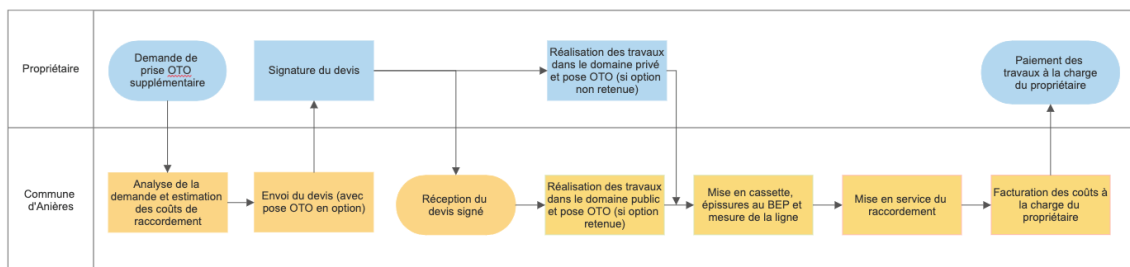 Propriétaire
Demande de
prise OTO
supplémentaire
Signature du devis
Réalisation des travaux
dans le domaine privé
et pose OTO (si option
non retenue)
Paiement des
travaux à la charge
du propriétaire
Commune
d'Anières
Analyse de la
demande et estimation
des coûts de
raccordement
Envoi du devis (avec
pose OTO en option)
Réception du
devis signé
Réalisation des travaux
dans le domaine public
et pose OTO (si option
retenue)
Mise en cassette,
épissures au BEP et
mesure de la ligne
Mise en service du
raccordement
Facturation des coûts à
la charge du
propriétaire